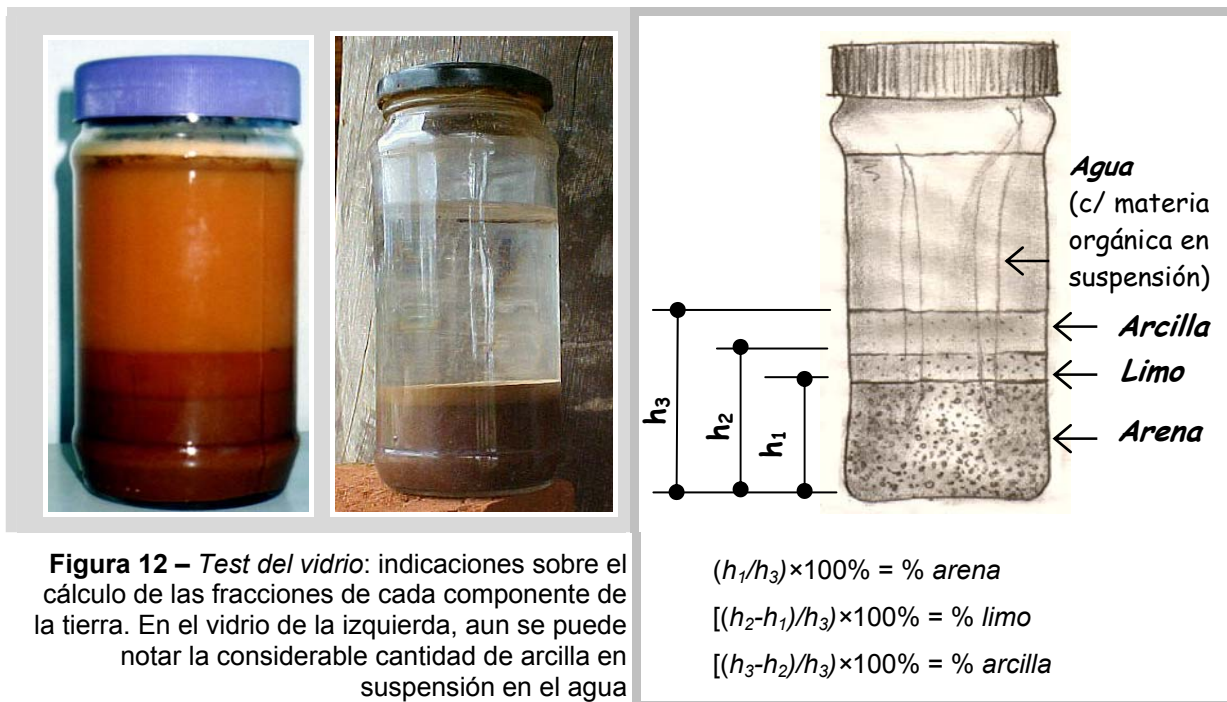 Agua
(c/ materia
orgánica en
suspensión)
Arcilla
Limo
Arena
h3
h2
h1
Figura 12 – Test del vidrio: indicaciones sobre el
cálculo de las fracciones de cada componente de
la tierra. En el vidrio de la izquierda, aun se puede
notar la considerable cantidad de arcilla en
suspensión en el agua
(h1/h3)×100% = % arena
[(h2-h1)/h3)×100% = % limo
[(h3-h2)/h3)×100% = % arcilla